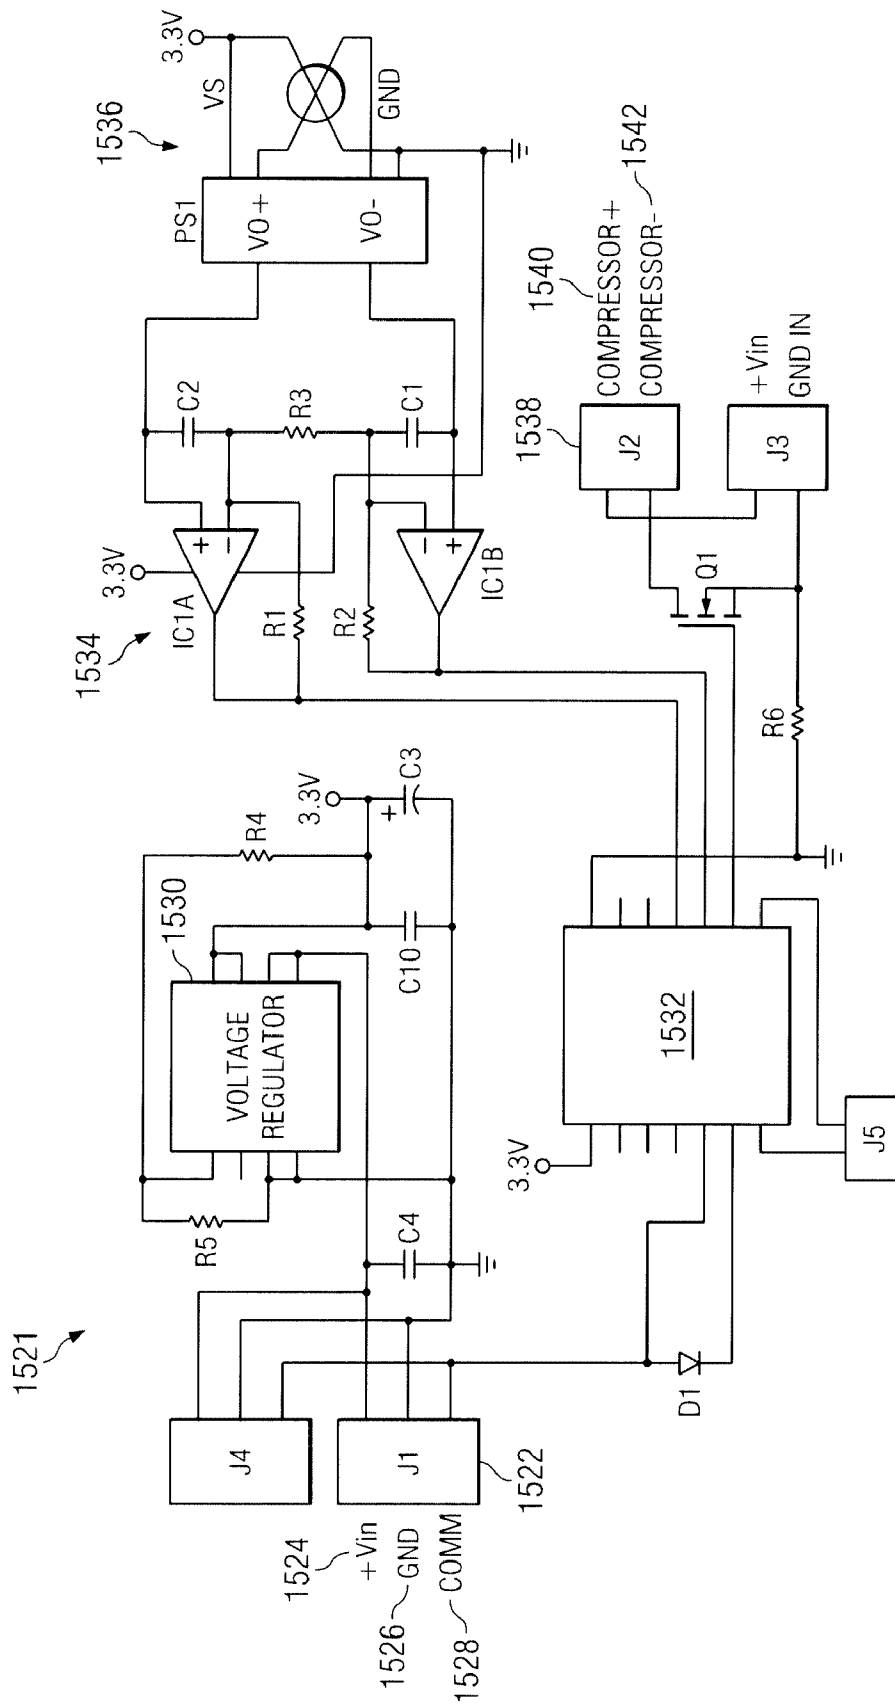 1521
1534
1536
3.3V
VS
GND
PS1
VO+
VO-
3.3V
IC1A
+
−
C2
R3
C1
R1
R2
−
+
IC1B
1530
R4
VOLTAGE
REGULATOR
R5
3.3V
+
C3
C10
C4
J4
J1
1524
+Vin
1526
GND
1528
COMM
1522
D1
3.3V
1532
J5
R6
Q1
1538
J2
1540
COMPRESSOR+
COMPRESSOR-
1542
J3
+Vin
GND IN